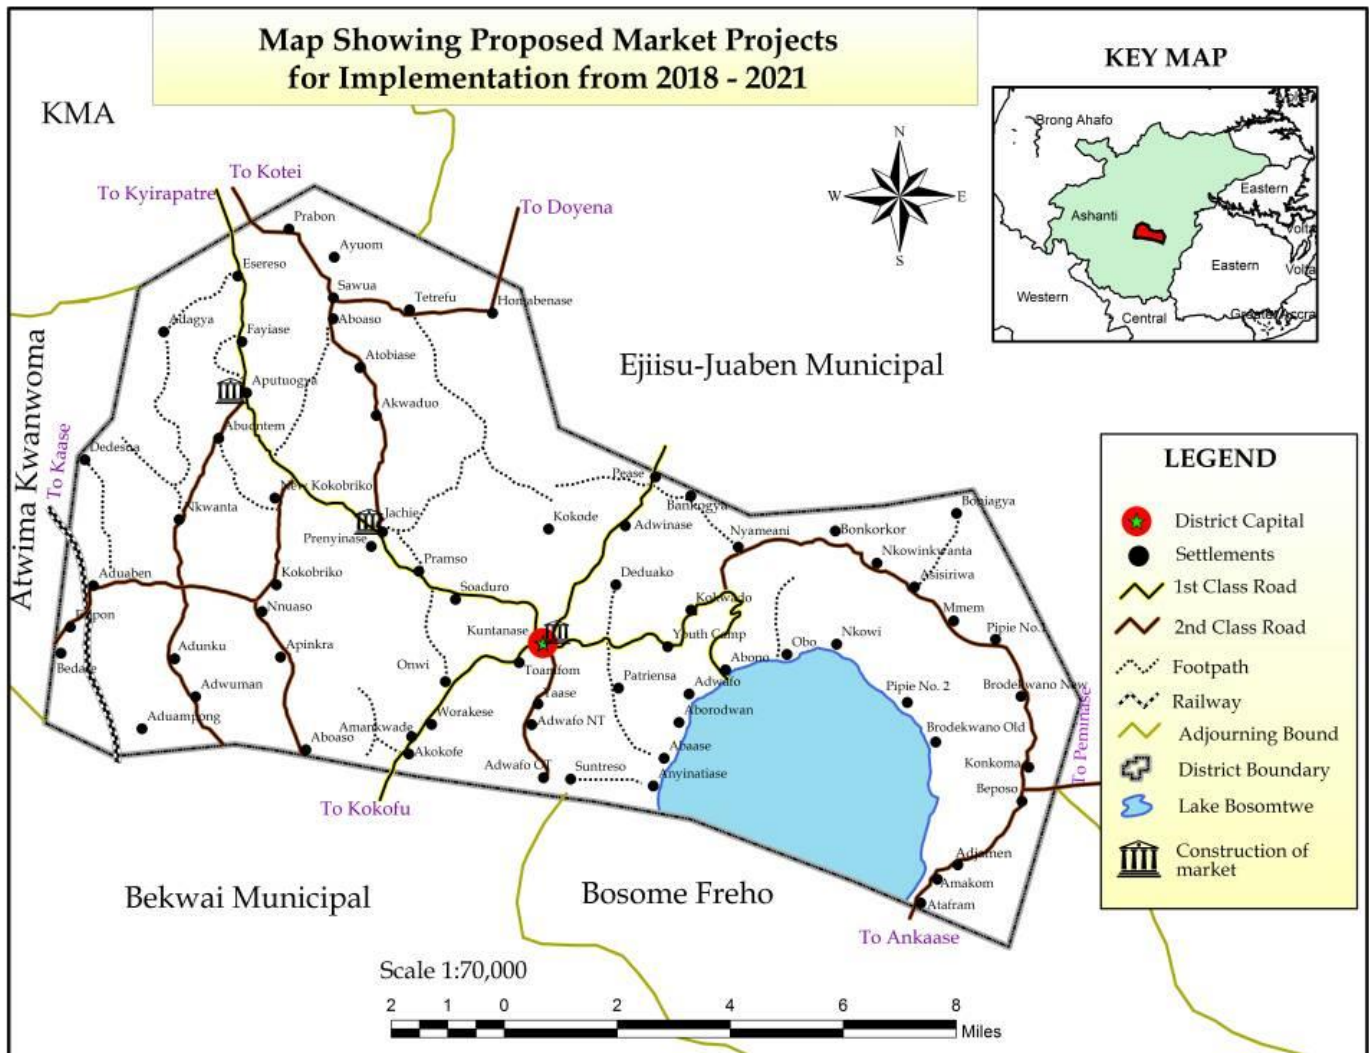 Map Showing Proposed Market Projects
for Implementation from 2018 - 2021
KEY MAP
Brong Ahafo
Volta
Eastern
Ashanti
Volta
Eastern
Volta
Western
Central
Greater Accra
KMA
N
W
E
S
To Kotei
To Kyirapatre
To Doyena
Prabon
Ayuom
Esereso
Sawua
Tetrefu
Homabenase
Adagya
Aboaso
Fayiase
Atobiase
Ejiisu-Juaben Municipal
Aputuogya
Akwaduo
Abuontem
Atwima Kwanwoma
To Kaase
Dedesua
Pease
New Kokobriko
Bankogya
Boniagya
Nkwanta
Jachie
Kokode
Adwinase
Nyameani
Bonkorkor
Prenyinase
Pramso
Nkowinkwanta
Aduaben
Kokobriko
Soaduro
Deduako
Asisiriwa
Nnuaso
Kokwado
Mmem
Kuntanase
Youth Camp
Obo
Nkowi
Pipie No.1
Adunku
Apinkra
Onwi
Toamfom
Abono
Bedase
Patriensa
Adwafo
Pipie No. 2
Brodekwano New
Adwuman
Yaase
To Peminase
Aduampong
Amankwade
Worakese
Adwafo NT
Aborodwan
Brodekwano Old
Aboaso
Akokofe
Abaase
Konkoma
Adwafo OT
Suntreso
Anyinatiase
Beposo
To Kokofu
Adjamen
Amakom
Atafram
Bekwai Municipal
Bosome Freho
To Ankaase
LEGEND
District Capital
Settlements
1st Class Road
2nd Class Road
Footpath
Railway
Adjourning Bound
District Boundary
Lake Bosomtwe
Construction of
market
Scale 1:70,000
2 1 0 2 4 6 8
Miles